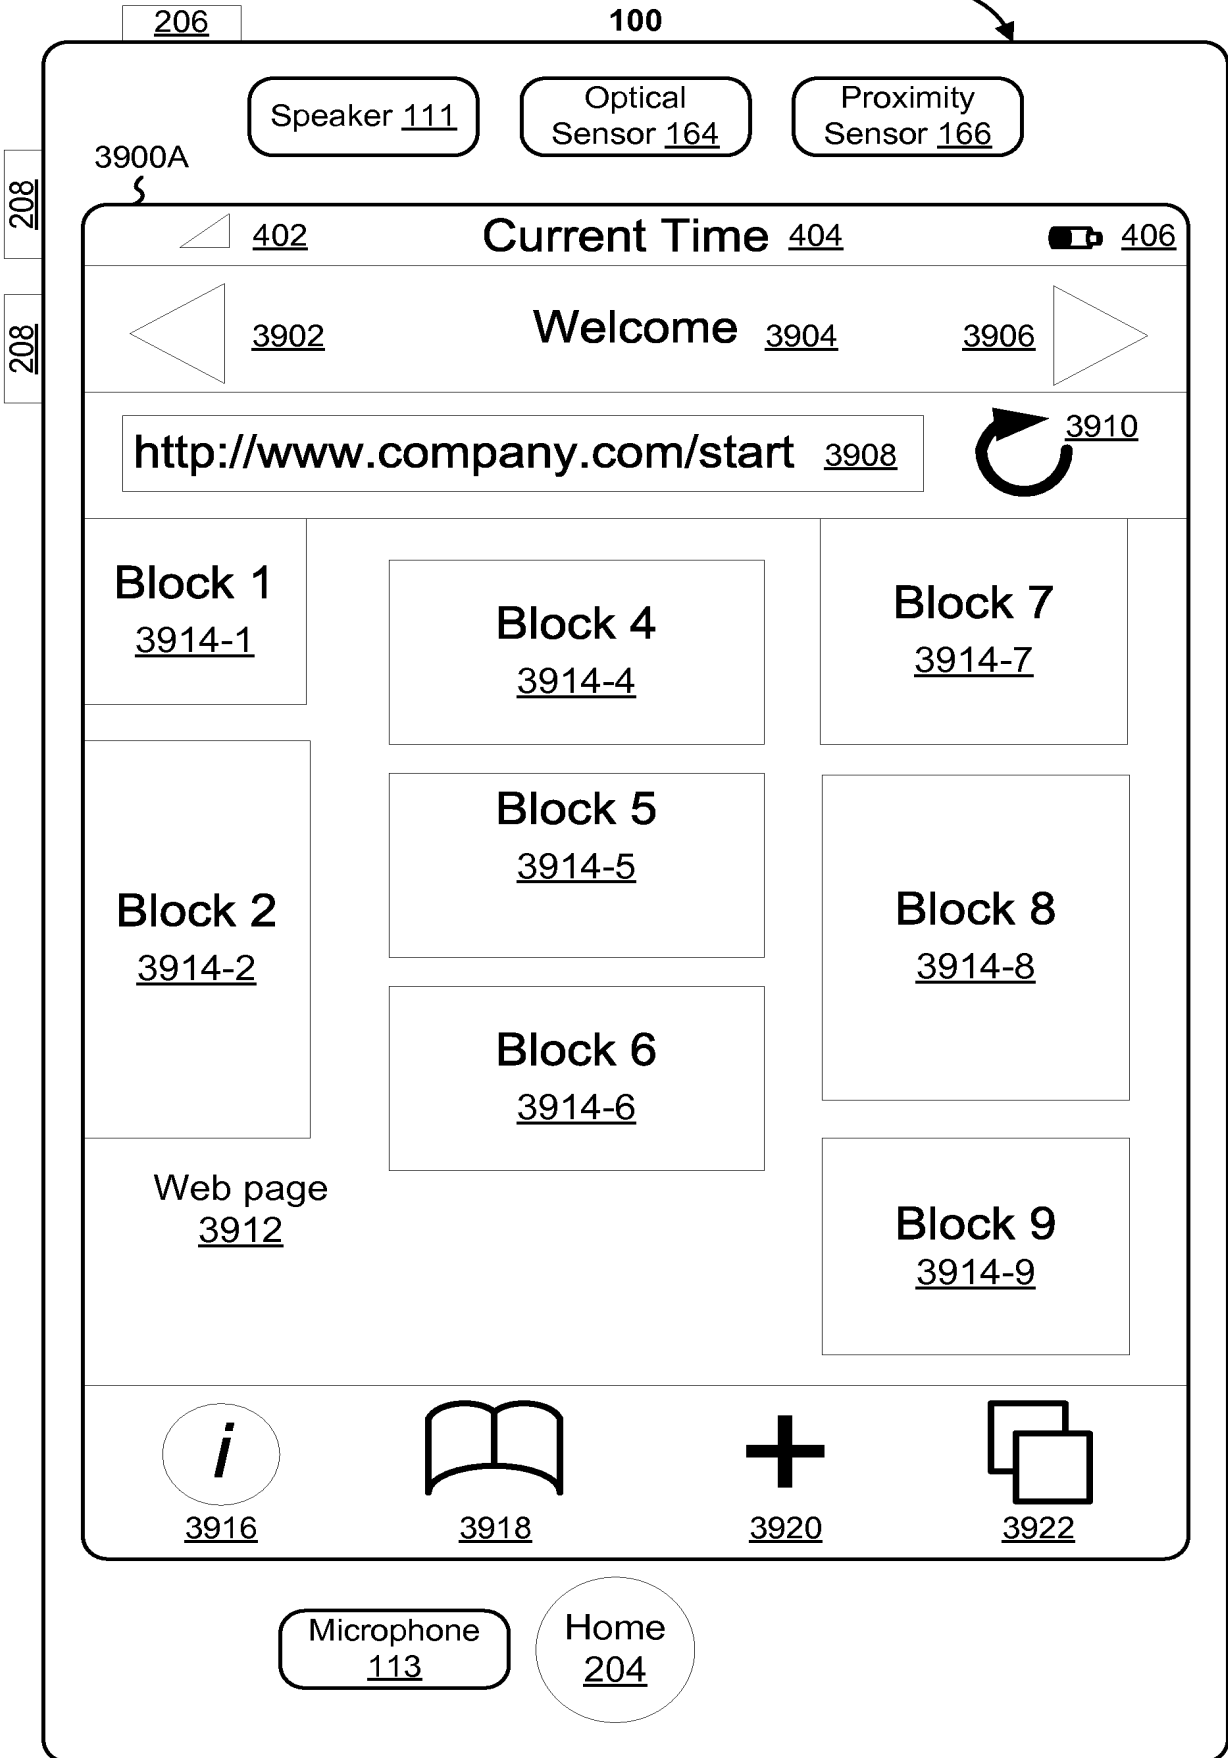 206
100
Speaker 111
Optical
Sensor 164
Proximity
Sensor 166
3900A
208
208
402
Current Time 404
406
3902
Welcome 3904
3906
http://www.company.com/start 3908
3910
Block 1
3914-1
Block 4
3914-4
Block 7
3914-7
Block 2
3914-2
Block 5
3914-5
Block 8
3914-8
Block 6
3914-6
Web page
3912
Block 9
3914-9
i
3916
3918
3920
3922
Microphone
113
Home
204